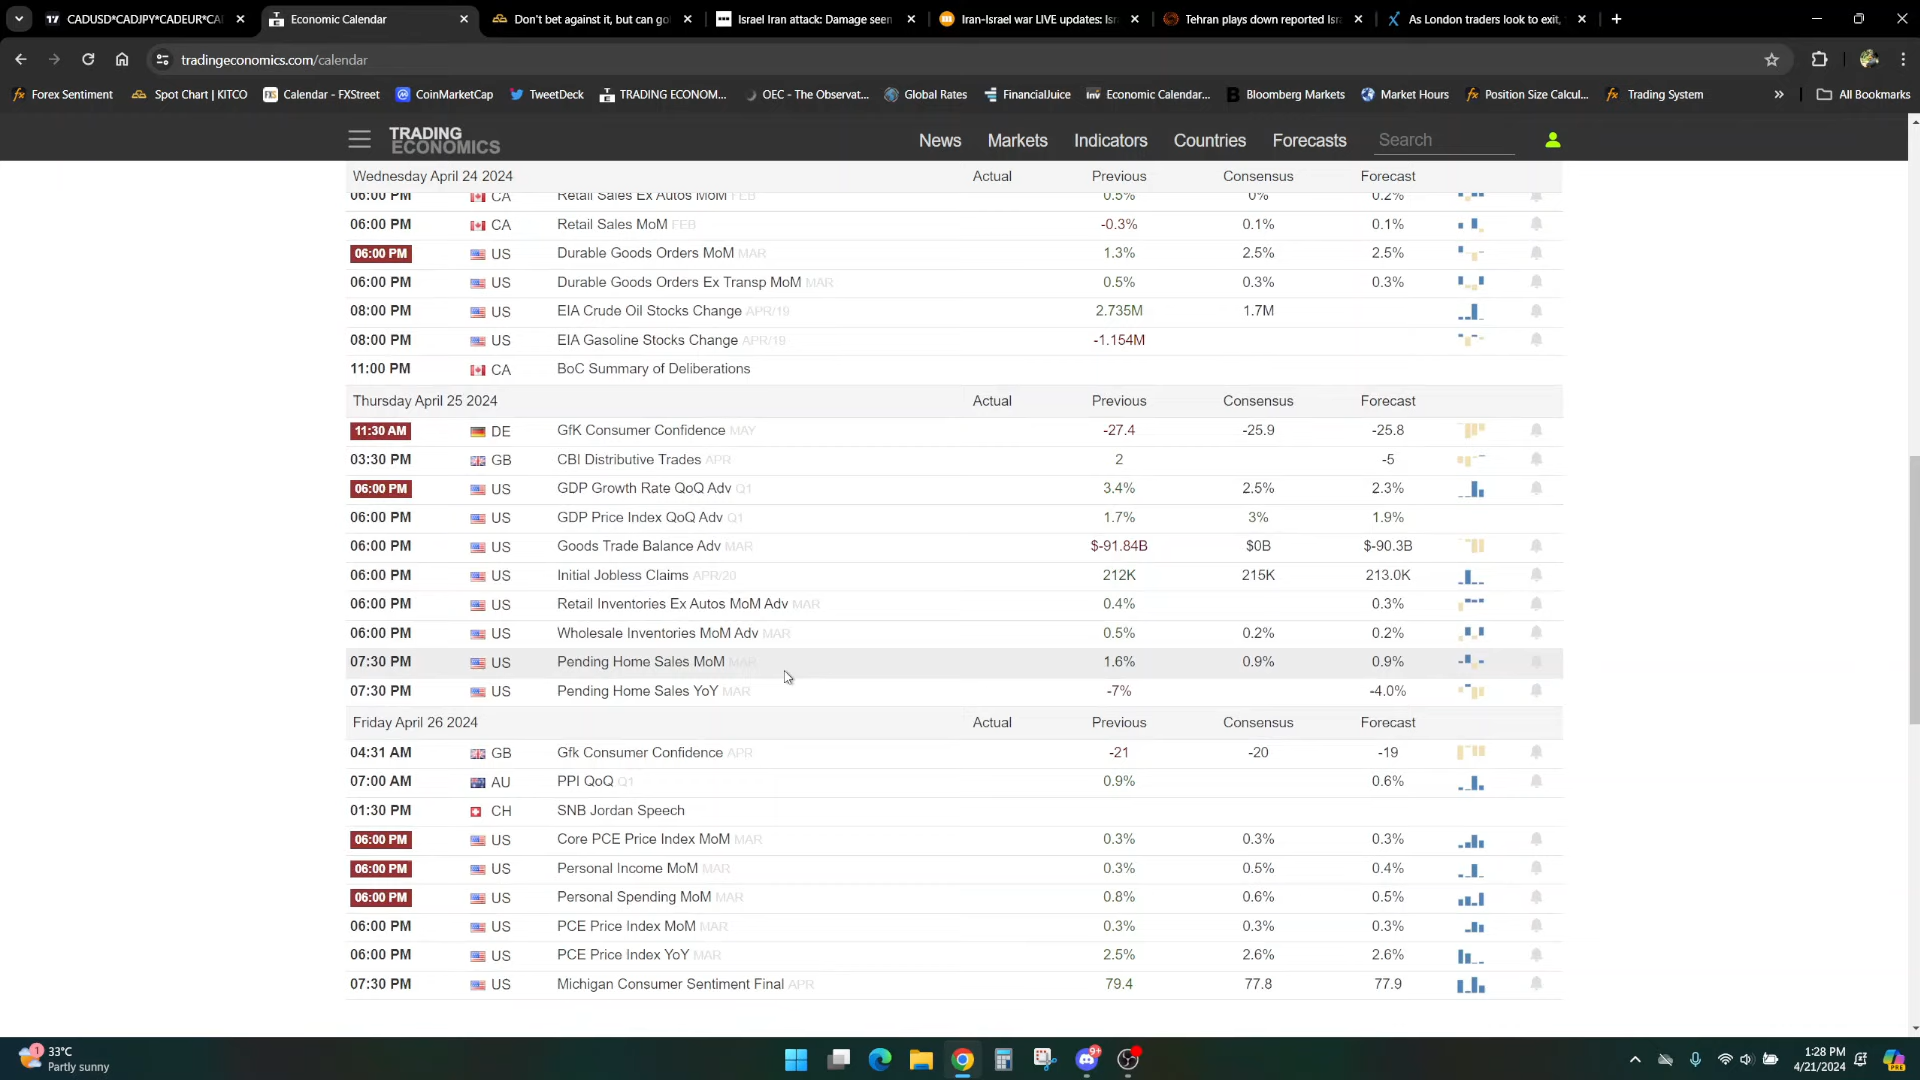 CADUSD*CADJPY*CADEUR*CA
Economic Calendar
Don't bet against it, but can go
Israel Iran attack: Damage seen
Iran-Israel war LIVE updates: Isr
Tehran plays down reported Isr
As London traders look to exit,
tradingeconomics.com/calendar
Forex Sentiment
Spot Chart | KITCO
Calendar - FXStreet
CoinMarketCap
TweetDeck
TRADING ECONOM...
OEC - The Observat...
Global Rates
FinancialJuice
Economic Calendar...
Bloomberg Markets
Market Hours
Position Size Calcul...
Trading System
All Bookmarks
TRADING
ECONOMICS
News Markets Indicators Countries Forecasts Search
Wednesday April 24 2024 Actual Previous Consensus Forecast
06:00 PM CA Retail Sales Ex Autos MoM FEB 0.5% 0% 0.2%
06:00 PM CA Retail Sales MoM FEB -0.3% 0.1% 0.1%
06:00 PM US Durable Goods Orders MoM MAR 1.3% 2.5% 2.5%
06:00 PM US Durable Goods Orders Ex Transp MoM MAR 0.5% 0.3% 0.3%
08:00 PM US EIA Crude Oil Stocks Change APR/19 2.735M 1.7M
08:00 PM US EIA Gasoline Stocks Change APR/19 -1.154M
11:00 PM CA BoC Summary of Deliberations
Thursday April 25 2024 Actual Previous Consensus Forecast
11:30 AM DE GfK Consumer Confidence MAY -27.4 -25.9 -25.8
03:30 PM GB CBI Distributive Trades APR 2 -5
06:00 PM US GDP Growth Rate QoQ Adv Q1 3.4% 2.5% 2.3%
06:00 PM US GDP Price Index QoQ Adv Q1 1.7% 3% 1.9%
06:00 PM US Goods Trade Balance Adv MAR $-91.84B $0B $-90.3B
06:00 PM US Initial Jobless Claims APR/20 212K 215K 213.0K
06:00 PM US Retail Inventories Ex Autos MoM Adv MAR 0.4% 0.3%
06:00 PM US Wholesale Inventories MoM Adv MAR 0.5% 0.2% 0.2%
07:30 PM US Pending Home Sales MoM MAR 1.6% 0.9% 0.9%
07:30 PM US Pending Home Sales YoY MAR -7% -4.0%
Friday April 26 2024 Actual Previous Consensus Forecast
04:31 AM GB Gfk Consumer Confidence APR -21 -20 -19
07:00 AM AU PPI QoQ Q1 0.9% 0.6%
01:30 PM CH SNB Jordan Speech
06:00 PM US Core PCE Price Index MoM MAR 0.3% 0.3% 0.3%
06:00 PM US Personal Income MoM MAR 0.3% 0.5% 0.4%
06:00 PM US Personal Spending MoM MAR 0.8% 0.6% 0.5%
06:00 PM US PCE Price Index MoM MAR 0.3% 0.3% 0.3%
06:00 PM US PCE Price Index YoY MAR 2.5% 2.6% 2.6%
07:30 PM US Michigan Consumer Sentiment Final APR 79.4 77.8 77.9
33°C
Partly sunny
1:28 PM
4/21/2024